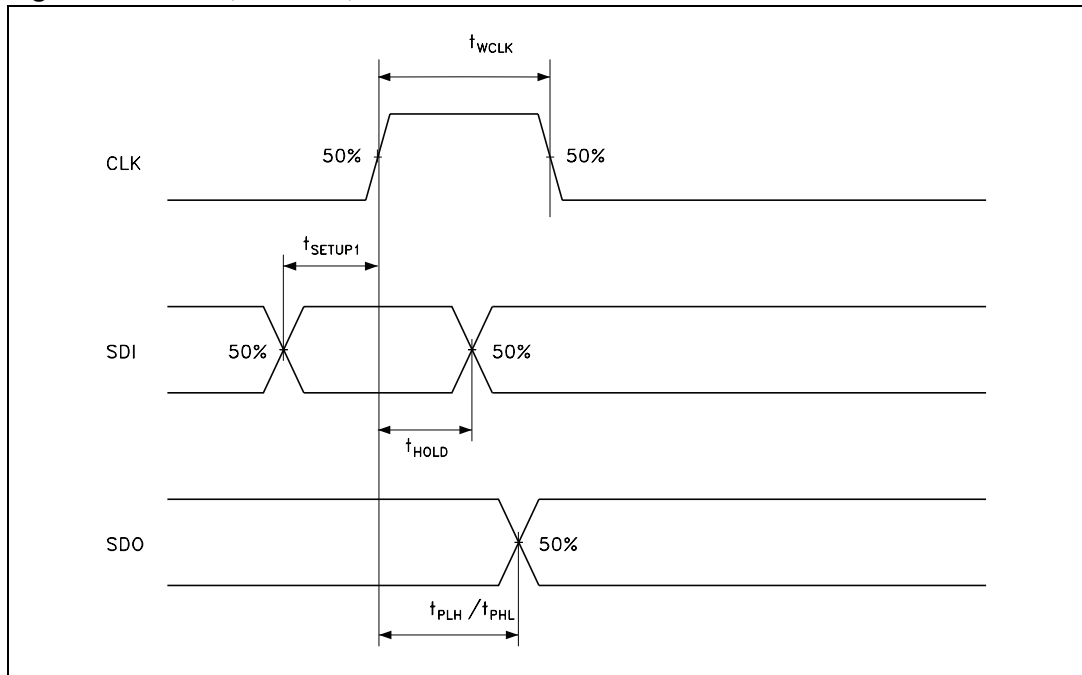 tWCLK
CLK 50% 50%
tSETUP1
SDI 50% 50%
tHOLD
SDO 50%
tPLH /tPHL